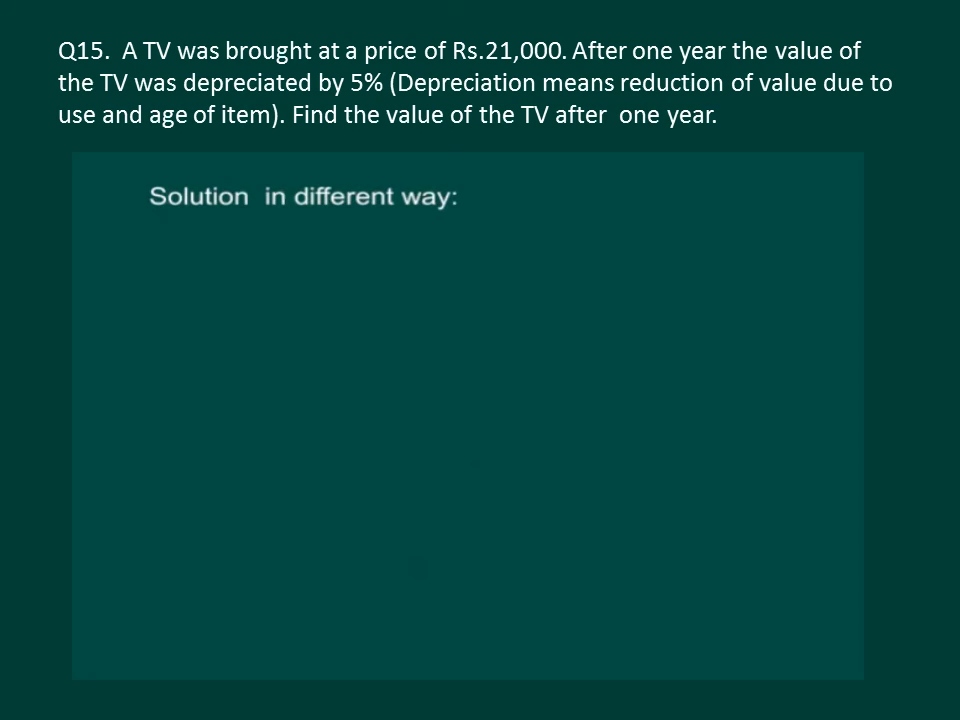 Q15.  A TV was brought at a price of Rs.21,000. After one year the value of
the TV was depreciated by 5% (Depreciation means reduction of value due to
use and age of item). Find the value of the TV after  one year.
Solution  in different way: